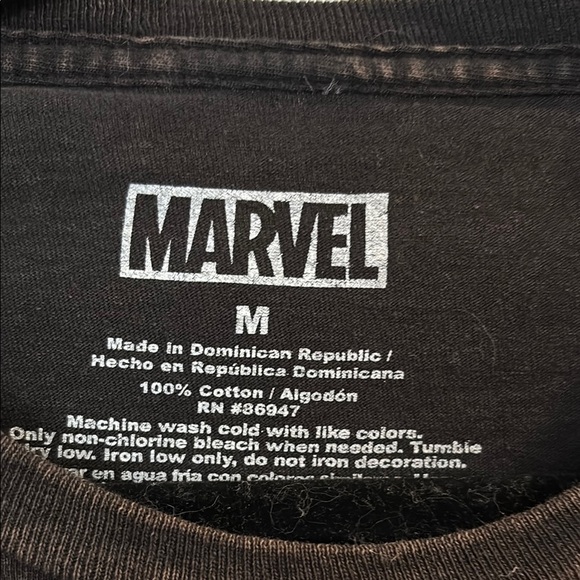 MARVEL
M
Made in Dominican Republic /
Hecho en República Dominicana
100% Cotton / Algodón
RN #86947
Machine wash cold with like colors.
Only non-chlorine bleach when needed. Tumble
dry low. Iron low only, do not iron decoration.
en agua fría con colores